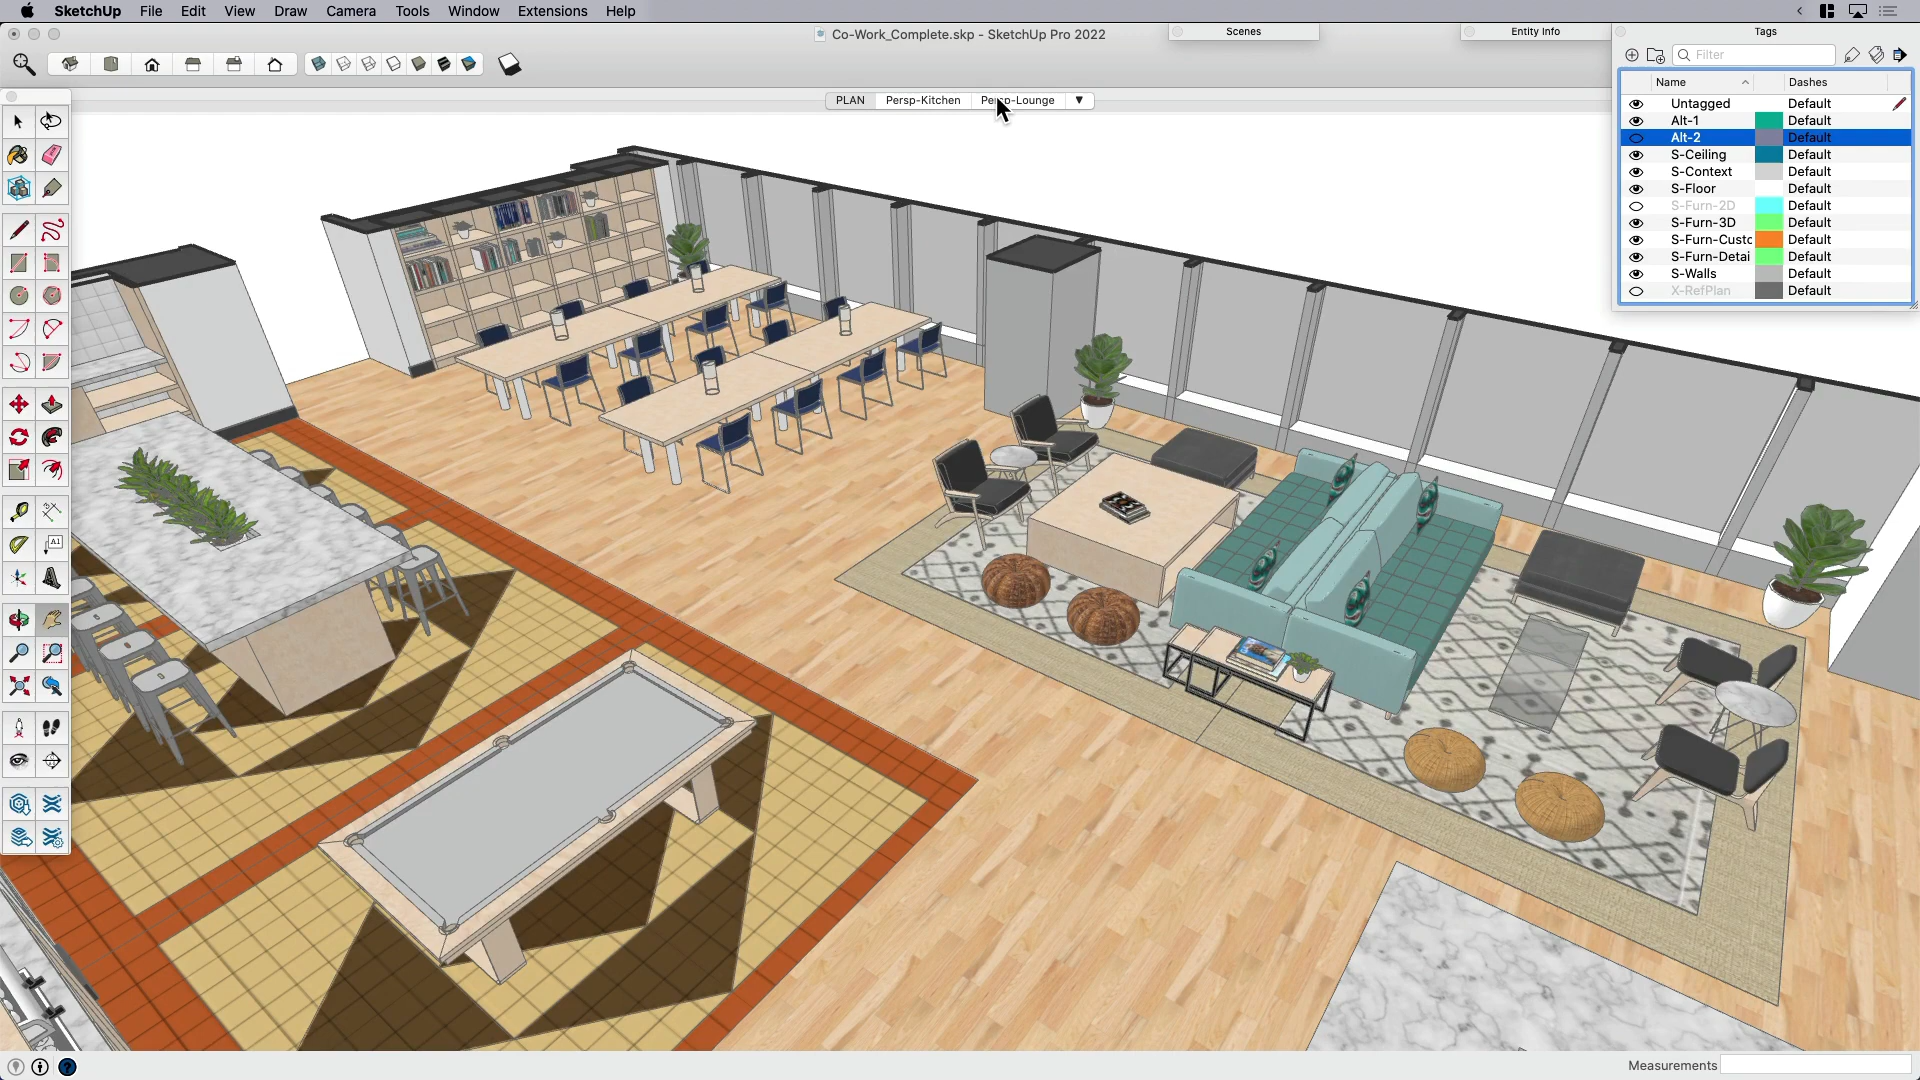 SketchUp File Edit View Draw Camera Tools Window Extensions Help
Co-Work_Complete.skp - SketchUp Pro 2022
Scenes
Entity Info
Tags
Filter
PLAN Persp-Kitchen Persp-Lounge
Name Dashes
Untagged Default
Alt-1 Default
Alt-2 Default
S-Ceiling Default
S-Context Default
S-Floor Default
S-Furn-2D Default
S-Furn-3D Default
S-Furn-Custc Default
S-Furn-Detai Default
S-Walls Default
X-RefPlan Default
A1
Measurements